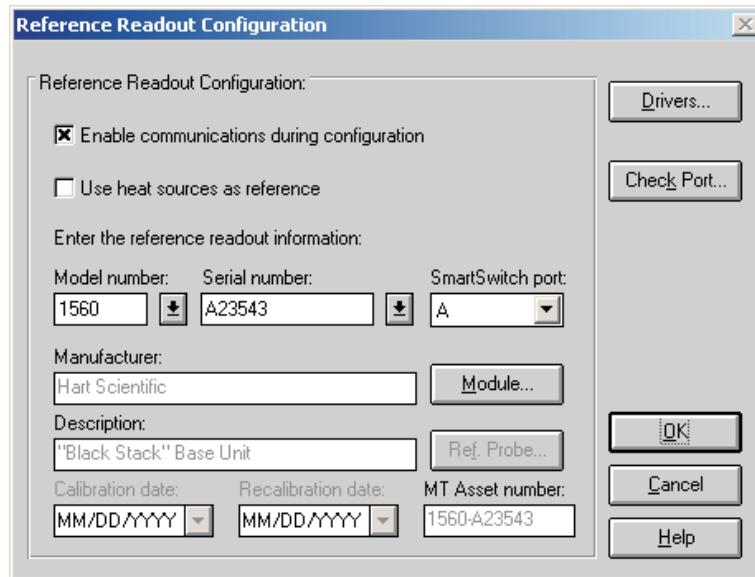 Reference Readout Configuration
Reference Readout Configuration:
Drivers...
Enable communications during configuration
Check Port...
Use heat sources as reference
Enter the reference readout information:
Model number: Serial number: SmartSwitch port:
1560 A23543 A
Manufacturer:
Hart Scientific Module...
Description:
"Black Stack" Base Unit Ref. Probe...
OK
Calibration date: Recalibration date: MT Asset number:
MM/DD/YYYY MM/DD/YYYY 1560-A23543
Cancel
Help